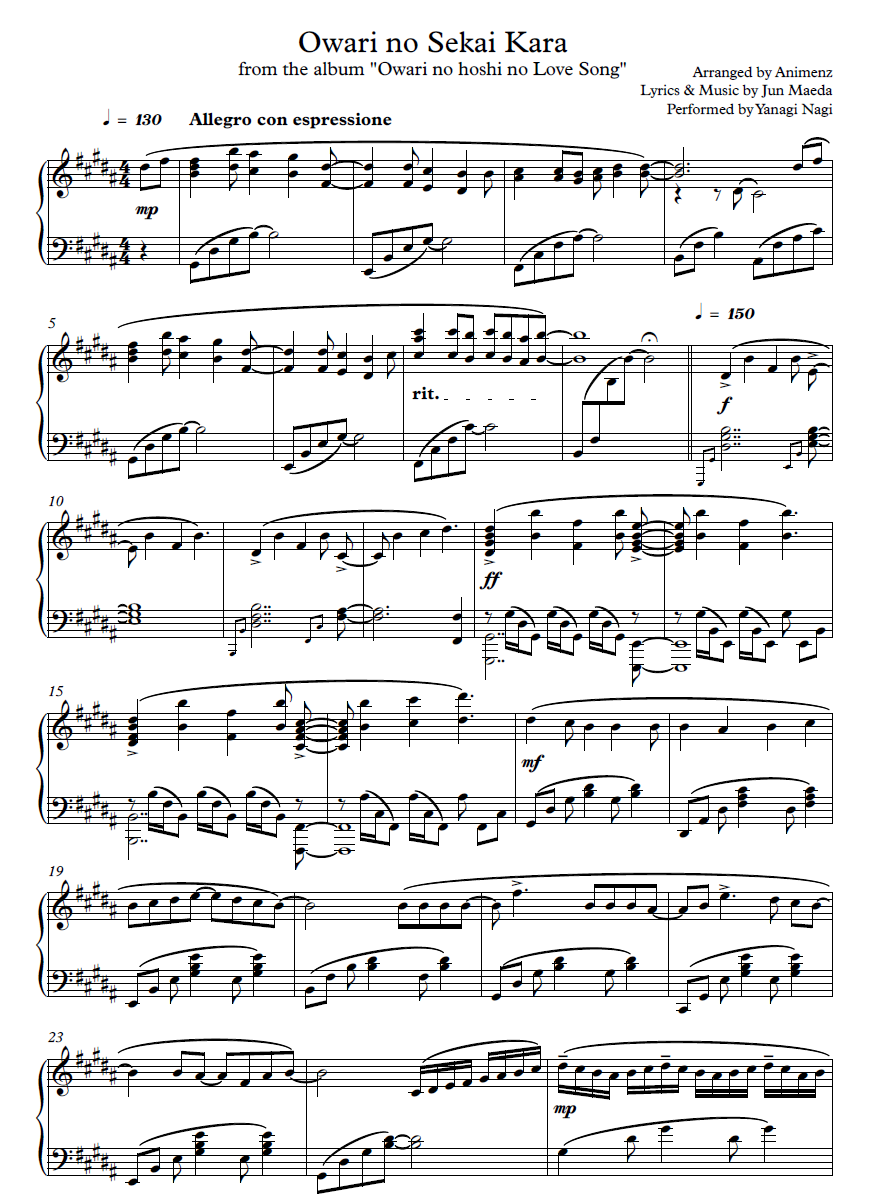 Owari no Sekai Kara
from the album "Owari no hoshi no Love Song"
Arranged by Animenz
Lyrics & Music by Jun Maeda
Performed by Yanagi Nagi
♩ = 130 Allegro con espressione
4
4
mp
4
4
5
♩ = 150
rit.
f
10
ff
15
mf
19
23
mp